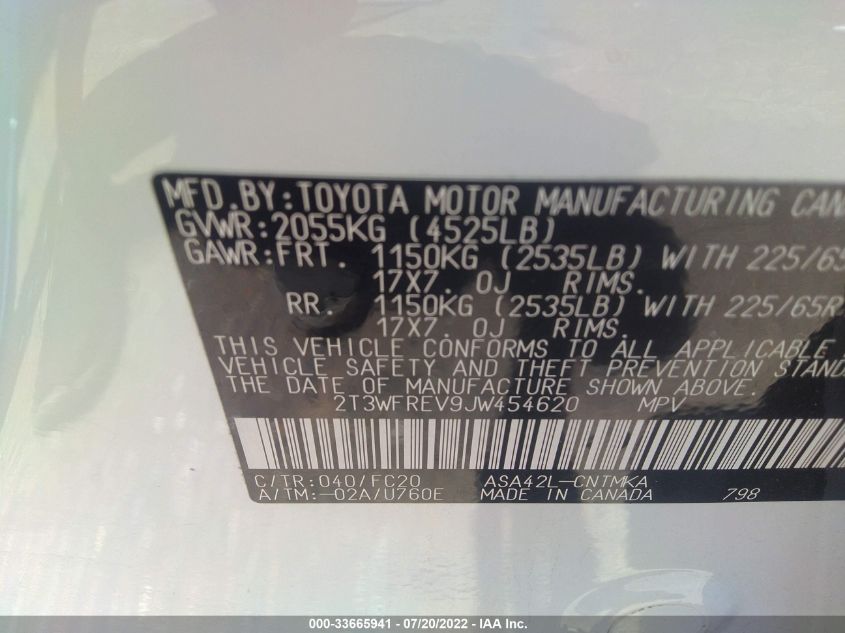 MFD.BY:TOYOTA MOTOR MANUFACTURING CAN
GVWR:2055KG (4525LB)
GAWR:FRT. 1150KG (2535LB) WITH 225/65
17X7. 0J RIMS.
RR. 1150KG (2535LB) WITH 225/65R
17X7. 0J RIMS.
THIS VEHICLE CONFORMS TO ALL APPLICABLE
VEHICLE SAFETY AND THEFT PREVENTION STAND
THE DATE OF MANUFACTURE SHOWN ABOVE.
2T3WFREV9JW454620 MPV
C/TR:040/FC20 ASA42L-CNTMKA
A/TM:-02A/U760E MADE IN CANADA 798
000-33665941 / 07/20/2022 - © IAA Inc.